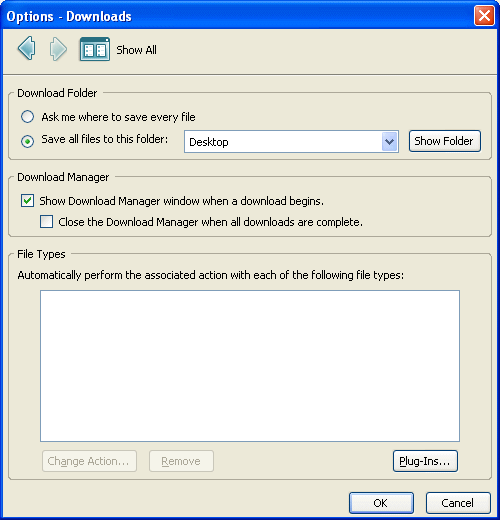 Options - Downloads
Show All
Download Folder
Ask me where to save every file
Save all files to this folder: Desktop Show Folder
Download Manager
Show Download Manager window when a download begins.
Close the Download Manager when all downloads are complete.
File Types
Automatically perform the associated action with each of the following file types:
Change Action... Remove Plug-Ins...
OK Cancel